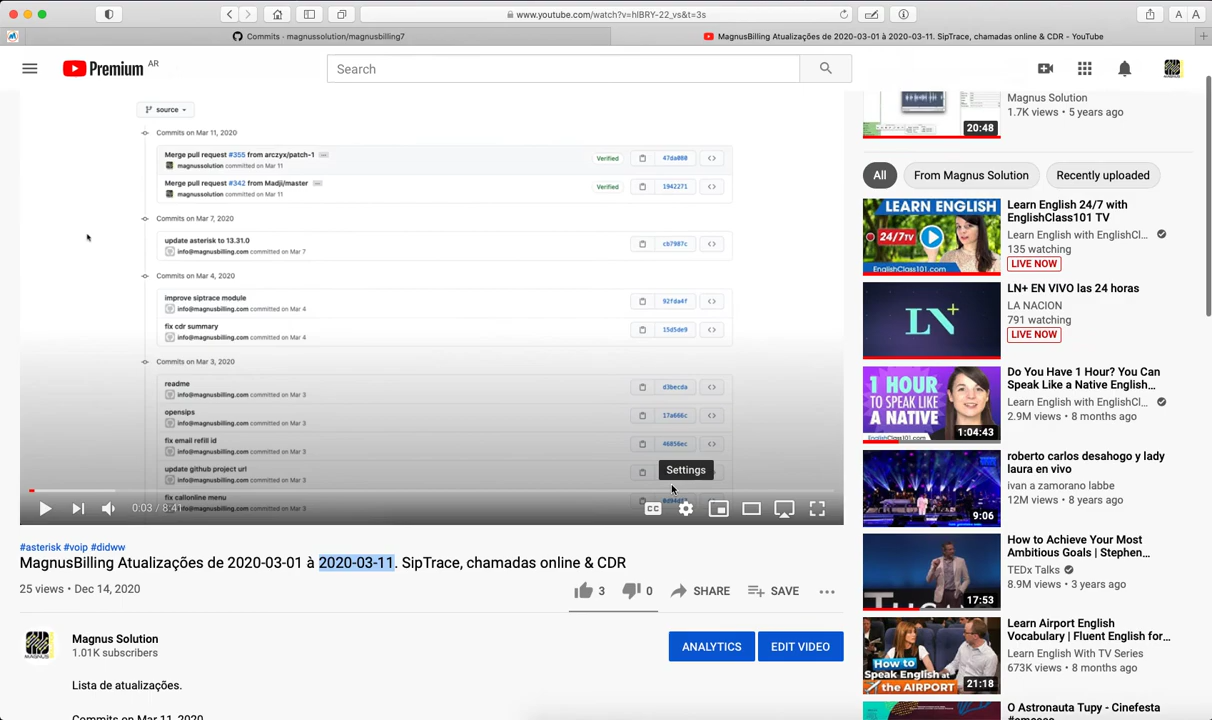 www.youtube.com/watch?v=hlBRY-22_vs&t=3s
A A
Commits · magnussolution/magnusbilling7
MagnusBilling Atualizações de 2020-03-01 à 2020-03-11. SipTrace, chamadas online & CDR - YouTube
Premium AR
Search
source
Commits on Mar 11, 2020
Merge pull request #355 from arczyx/patch-1
magnussolution committed on Mar 11
Verified
47da080
Merge pull request #342 from Madji/master
magnussolution committed on Mar 11
Verified
1942271
Commits on Mar 7, 2020
update asterisk to 13.31.0
info@magnusbilling.com committed on Mar 7
cb7987c
Commits on Mar 4, 2020
improve siptrace module
info@magnusbilling.com committed on Mar 4
92fda4f
fix cdr summary
info@magnusbilling.com committed on Mar 4
15d5de9
Commits on Mar 3, 2020
readme
info@magnusbilling.com committed on Mar 3
d3becda
opensips
info@magnusbilling.com committed on Mar 3
17a666c
fix email refill id
info@magnusbilling.com committed on Mar 3
46856ec
update github project url
info@magnusbilling.com committed on Mar 3
fix callonline menu
info@magnusbilling.com committed on Mar 3
Settings
0:03 / 8:41
CC
#asterisk #voip #didww
MagnusBilling Atualizações de 2020-03-01 à 2020-03-11. SipTrace, chamadas online & CDR
25 views • Dec 14, 2020
3
0
SHARE
SAVE
Magnus Solution
1.01K subscribers
ANALYTICS
EDIT VIDEO
Lista de atualizações.
Commits on Mar 11, 2020
Magnus Solution
1.7K views • 5 years ago
20:48
All
From Magnus Solution
Recently uploaded
LEARN ENGLISH
24/7 TV
EnglishClass101.com
Learn English 24/7 with
EnglishClass101 TV
Learn English with EnglishCl...
135 watching
LIVE NOW
LN+
LN+ EN VIVO las 24 horas
LA NACION
791 watching
LIVE NOW
1 HOUR
TO SPEAK LIKE
A NATIVE
EnglishClass101.com
1:04:43
Do You Have 1 Hour? You Can
Speak Like a Native English...
Learn English with EnglishCl...
2.9M views • 8 months ago
9:06
roberto carlos desahogo y lady
laura en vivo
ivan a zamorano labbe
12M views • 8 years ago
17:53
How to Achieve Your Most
Ambitious Goals | Stephen...
TEDx Talks
8.9M views • 3 years ago
How to
Speak English at
the AIRPORT
21:18
Learn Airport English
Vocabulary | Fluent English for...
Learn English With TV Series
673K views • 8 months ago
O Astronauta Tupy - Cinefesta